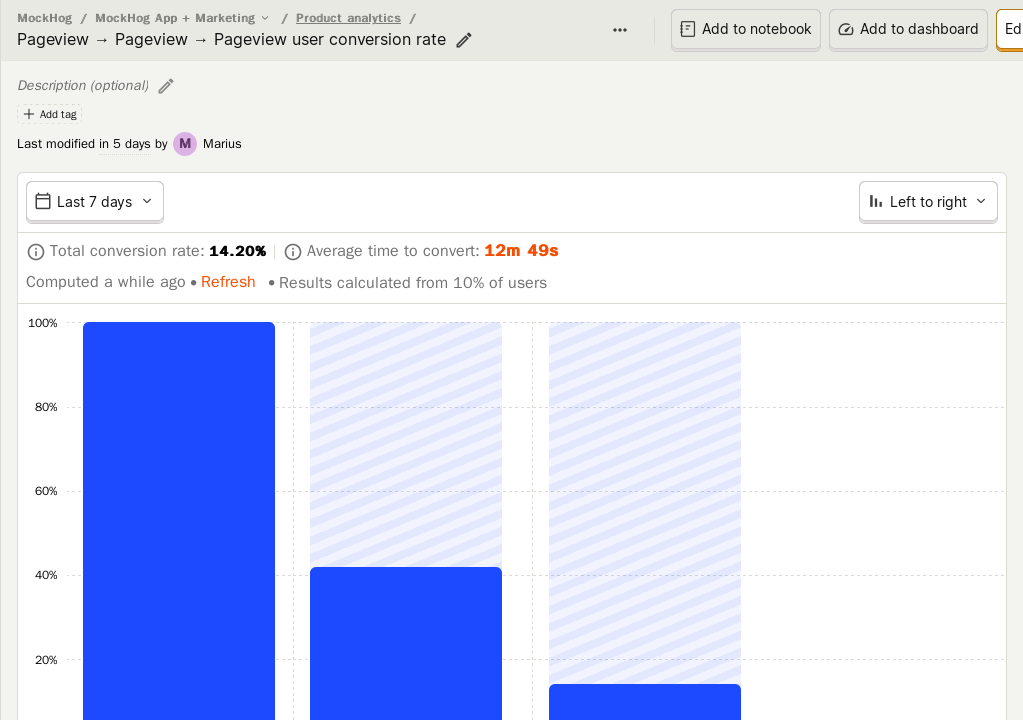 MockHog / MockHog App + Marketing / Product analytics /
Pageview → Pageview → Pageview user conversion rate
Add to notebook
Add to dashboard
Ed
Description (optional)
Add tag
Last modified in 5 days by M Marius
Last 7 days
Left to right
Total conversion rate: 14.20%
Average time to convert: 12m 49s
Computed a while ago • Refresh • Results calculated from 10% of users
100%
80%
60%
40%
20%